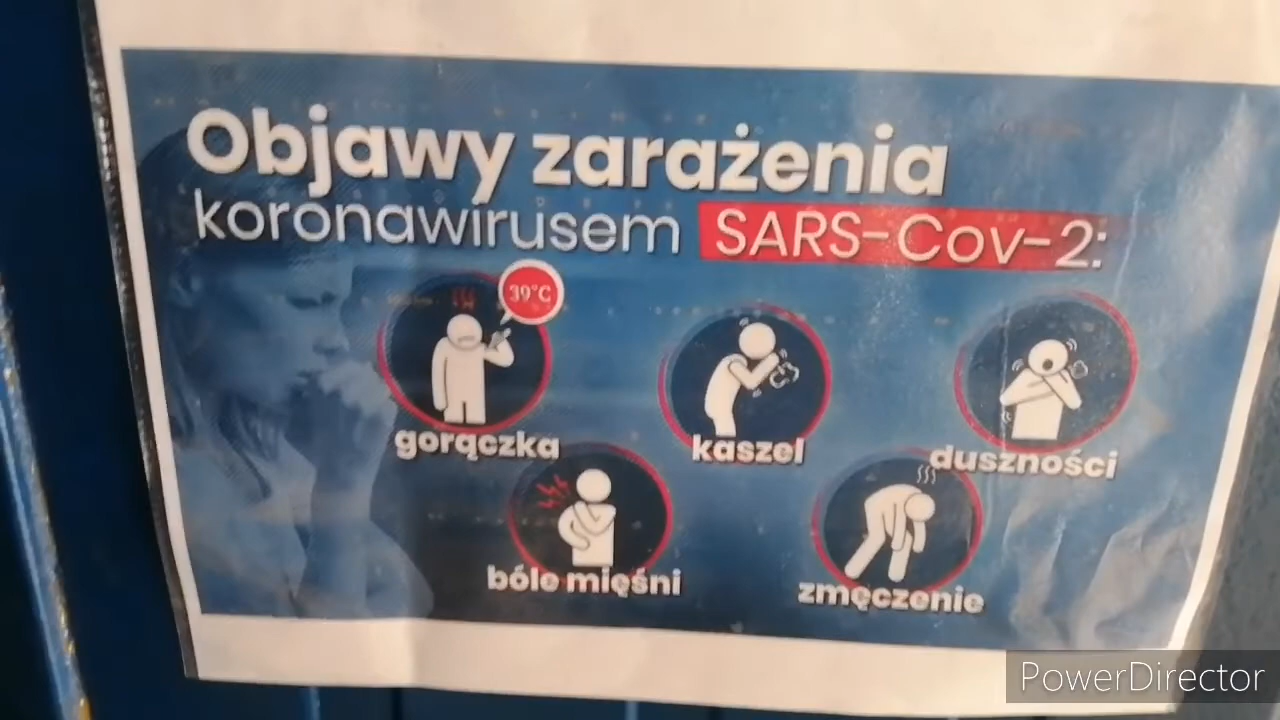 Objawy zarażenia
koronawirusem SARS-Cov-2:
39°C
gorączka
kaszel
duszności
bóle mięśni
zmęczenie
PowerDirector